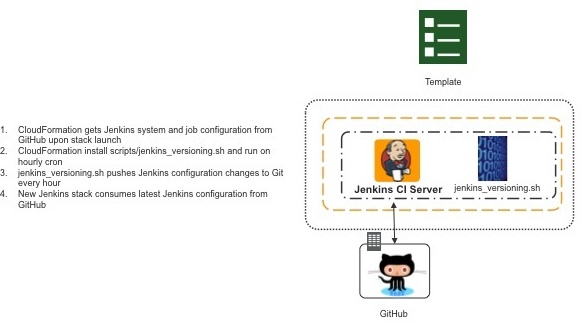 Template
1. CloudFormation gets Jenkins system and job configuration from
GitHub upon stack launch
2. CloudFormation install scripts/jenkins_versioning.sh and run on
hourly cron
3. jenkins_versioning.sh pushes Jenkins configuration changes to Git
every hour
4. New Jenkins stack consumes latest Jenkins configuration from
GitHub
Jenkins CI Server
jenkins_versioning.sh
GitHub